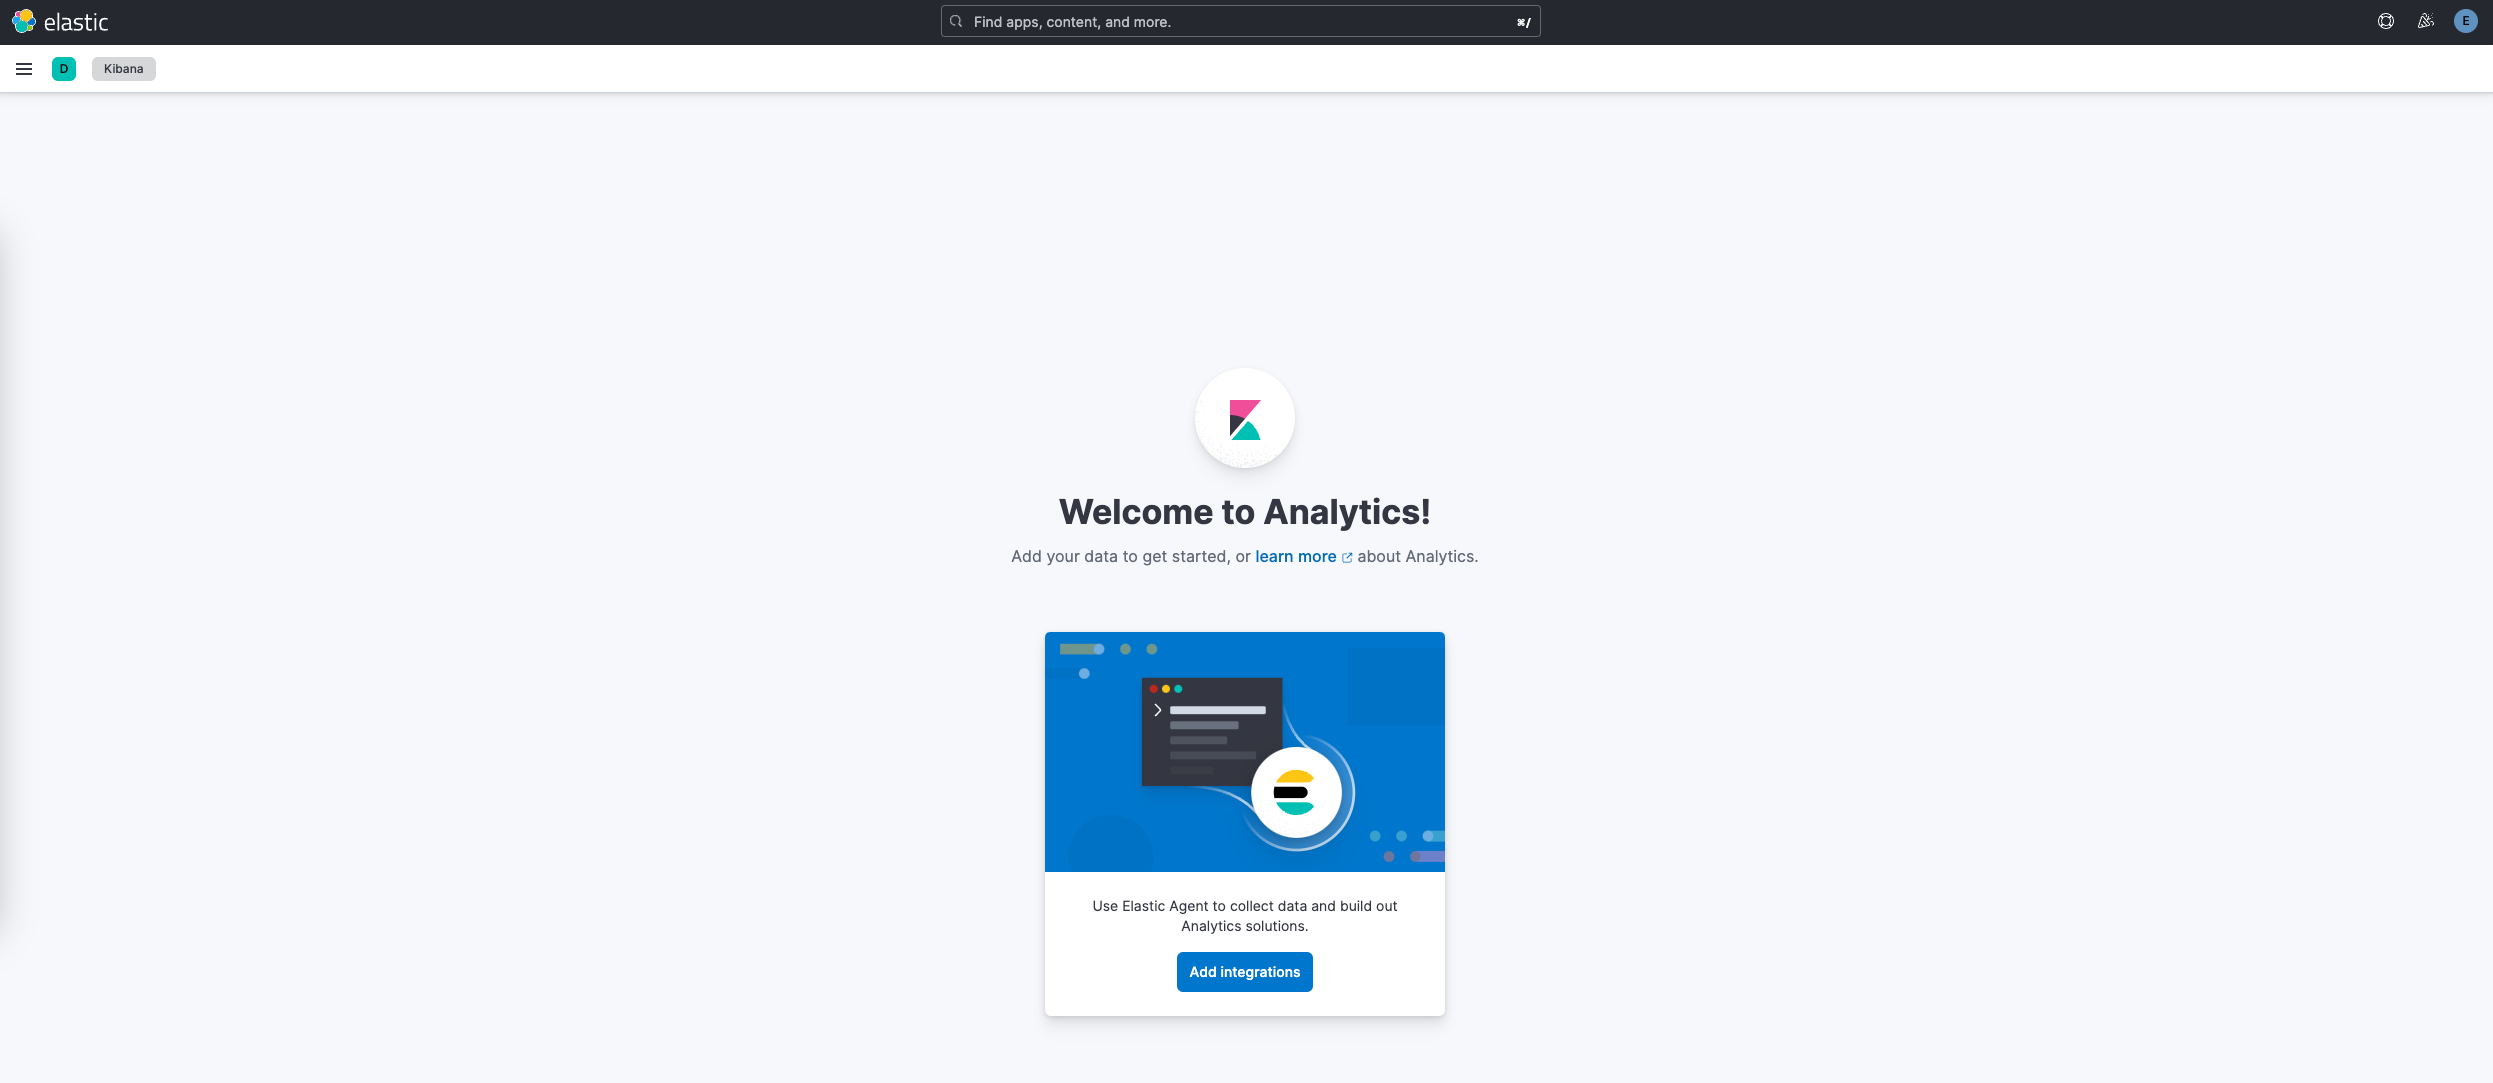 elastic
Find apps, content, and more.
⌘/
E
D
Kibana
Welcome to Analytics!
Add your data to get started, or learn more about Analytics.
Use Elastic Agent to collect data and build out
Analytics solutions.
Add integrations